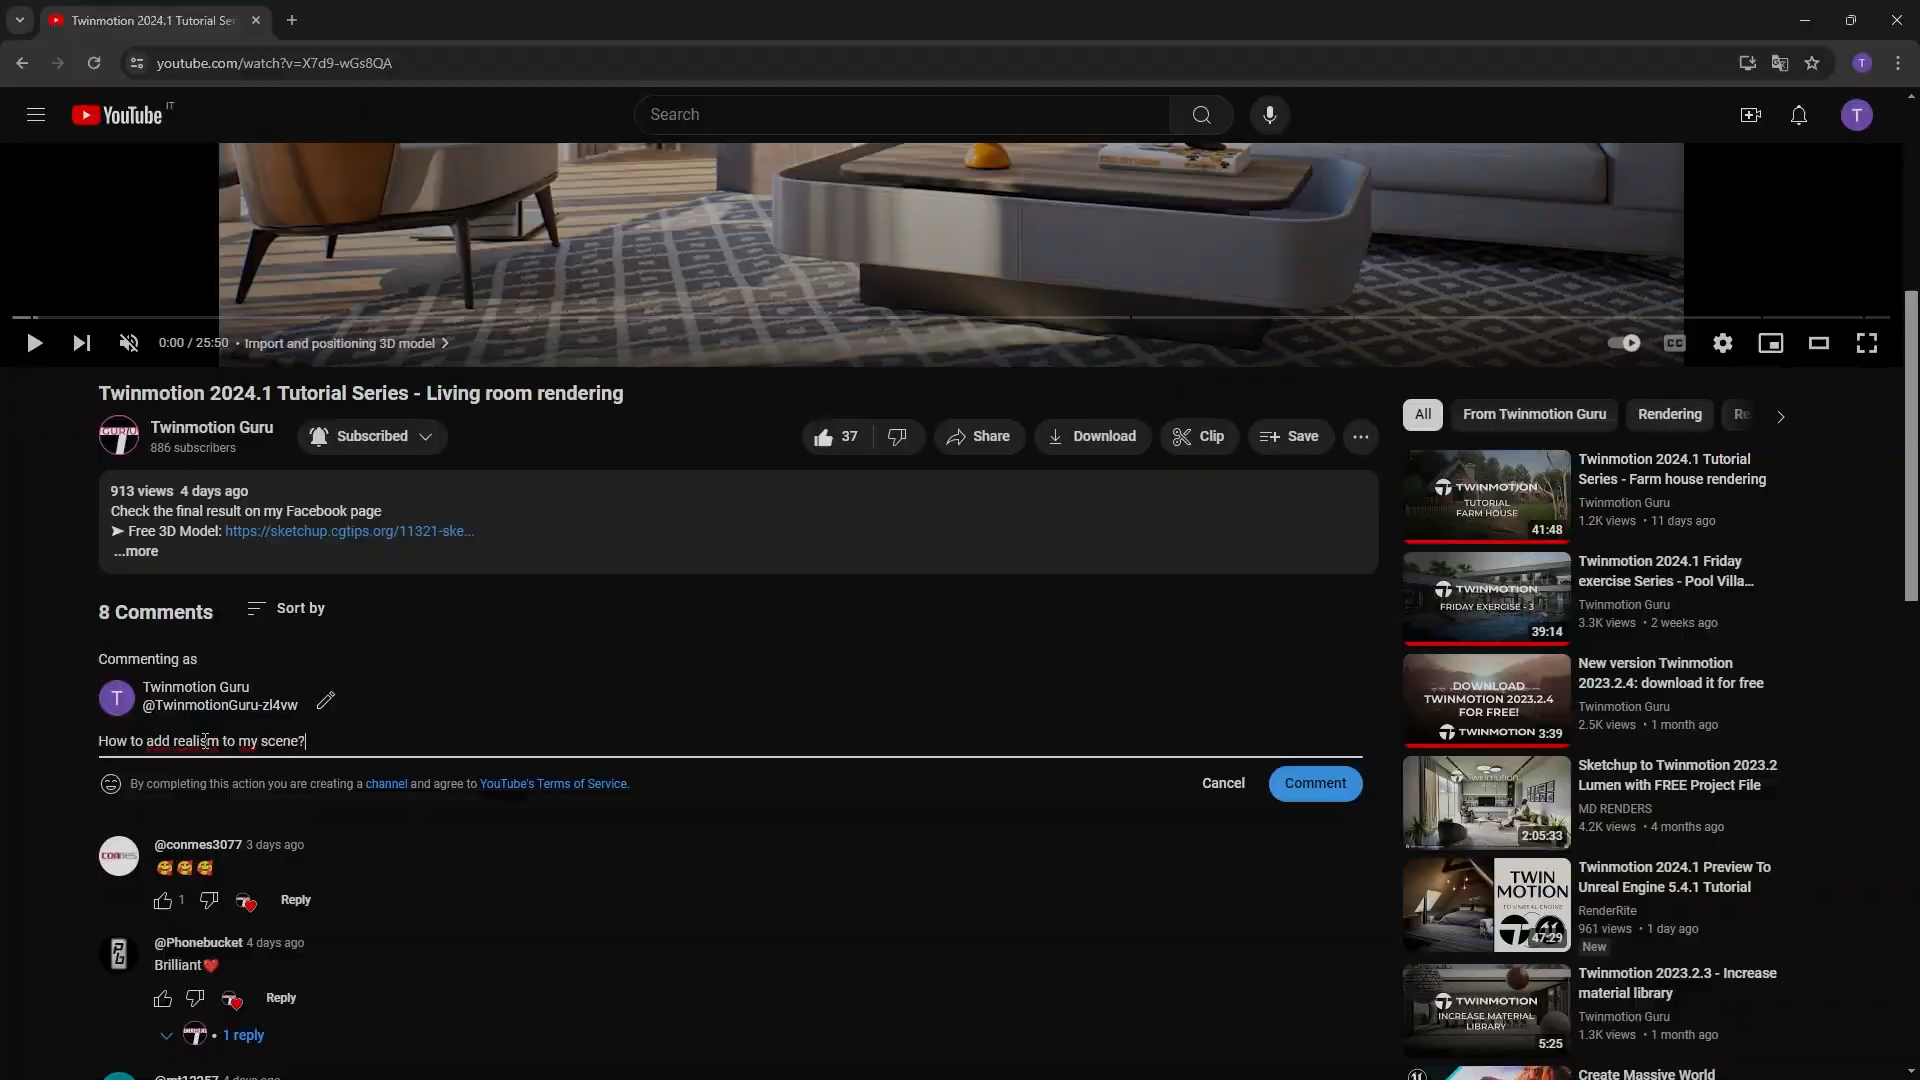 Twinmotion 2024.1 Tutorial Ser
youtube.com/watch?v=X7d9-wGs8QA
T
YouTube IT
Search
T
0:00 / 25:50 • Import and positioning 3D model
CC
Twinmotion 2024.1 Tutorial Series - Living room rendering
GURU
Twinmotion Guru
886 subscribers
Subscribed
37
Share
Download
Clip
Save
913 views 4 days ago
Check the final result on my Facebook page
➤ Free 3D Model: https://sketchup.cgtips.org/11321-ske...
...more
8 Comments
Sort by
Commenting as
T
Twinmotion Guru
@TwinmotionGuru-zl4vw
How to add realism to my scene?
By completing this action you are creating a channel and agree to YouTube's Terms of Service.
Cancel
Comment
@conmes3077 3 days ago
🥰🥰🥰
1
Reply
@Phonebucket 4 days ago
Brilliant❤️
Reply
• 1 reply
All
From Twinmotion Guru
Rendering
Re
TWINMOTION
TUTORIAL
FARM HOUSE
41:48
Twinmotion 2024.1 Tutorial
Series - Farm house rendering
Twinmotion Guru
1.2K views • 11 days ago
TWINMOTION
FRIDAY EXERCISE - 3
39:14
Twinmotion 2024.1 Friday
exercise Series - Pool Villa...
Twinmotion Guru
3.3K views • 2 weeks ago
DOWNLOAD
TWINMOTION 2023.2.4
FOR FREE!
TWINMOTION
3:39
New version Twinmotion
2023.2.4: download it for free
Twinmotion Guru
2.5K views • 1 month ago
2:05:33
Sketchup to Twinmotion 2023.2
Lumen with FREE Project File
MD RENDERS
4.2K views • 4 months ago
TWIN
MOTION
TO UNREAL ENGINE
47:29
Twinmotion 2024.1 Preview To
Unreal Engine 5.4.1 Tutorial
RenderRite
961 views • 1 day ago
New
TWINMOTION
INCREASE MATERIAL
LIBRARY
5:25
Twinmotion 2023.2.3 - Increase
material library
Twinmotion Guru
1.3K views • 1 month ago
Create Massive World